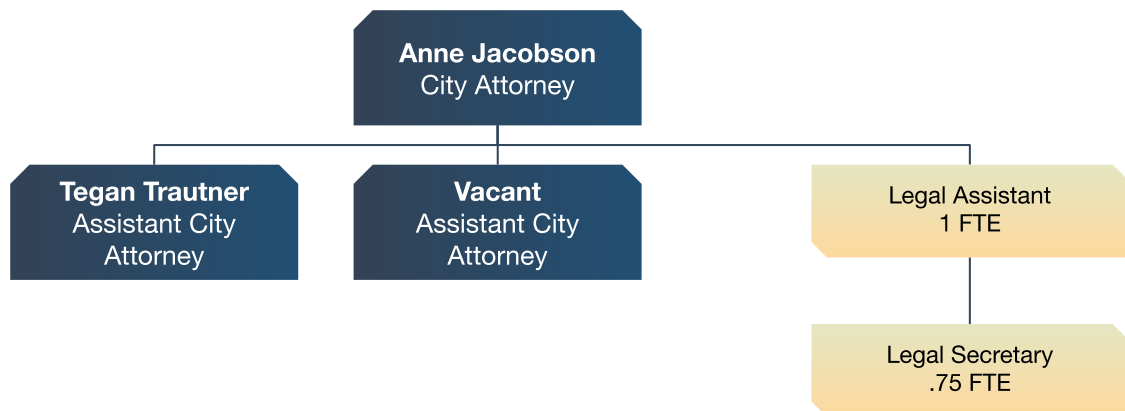 Anne Jacobson
City Attorney
Tegan Trautner
Assistant City
Attorney
Vacant
Assistant City
Attorney
Legal Assistant
1 FTE
Legal Secretary
.75 FTE